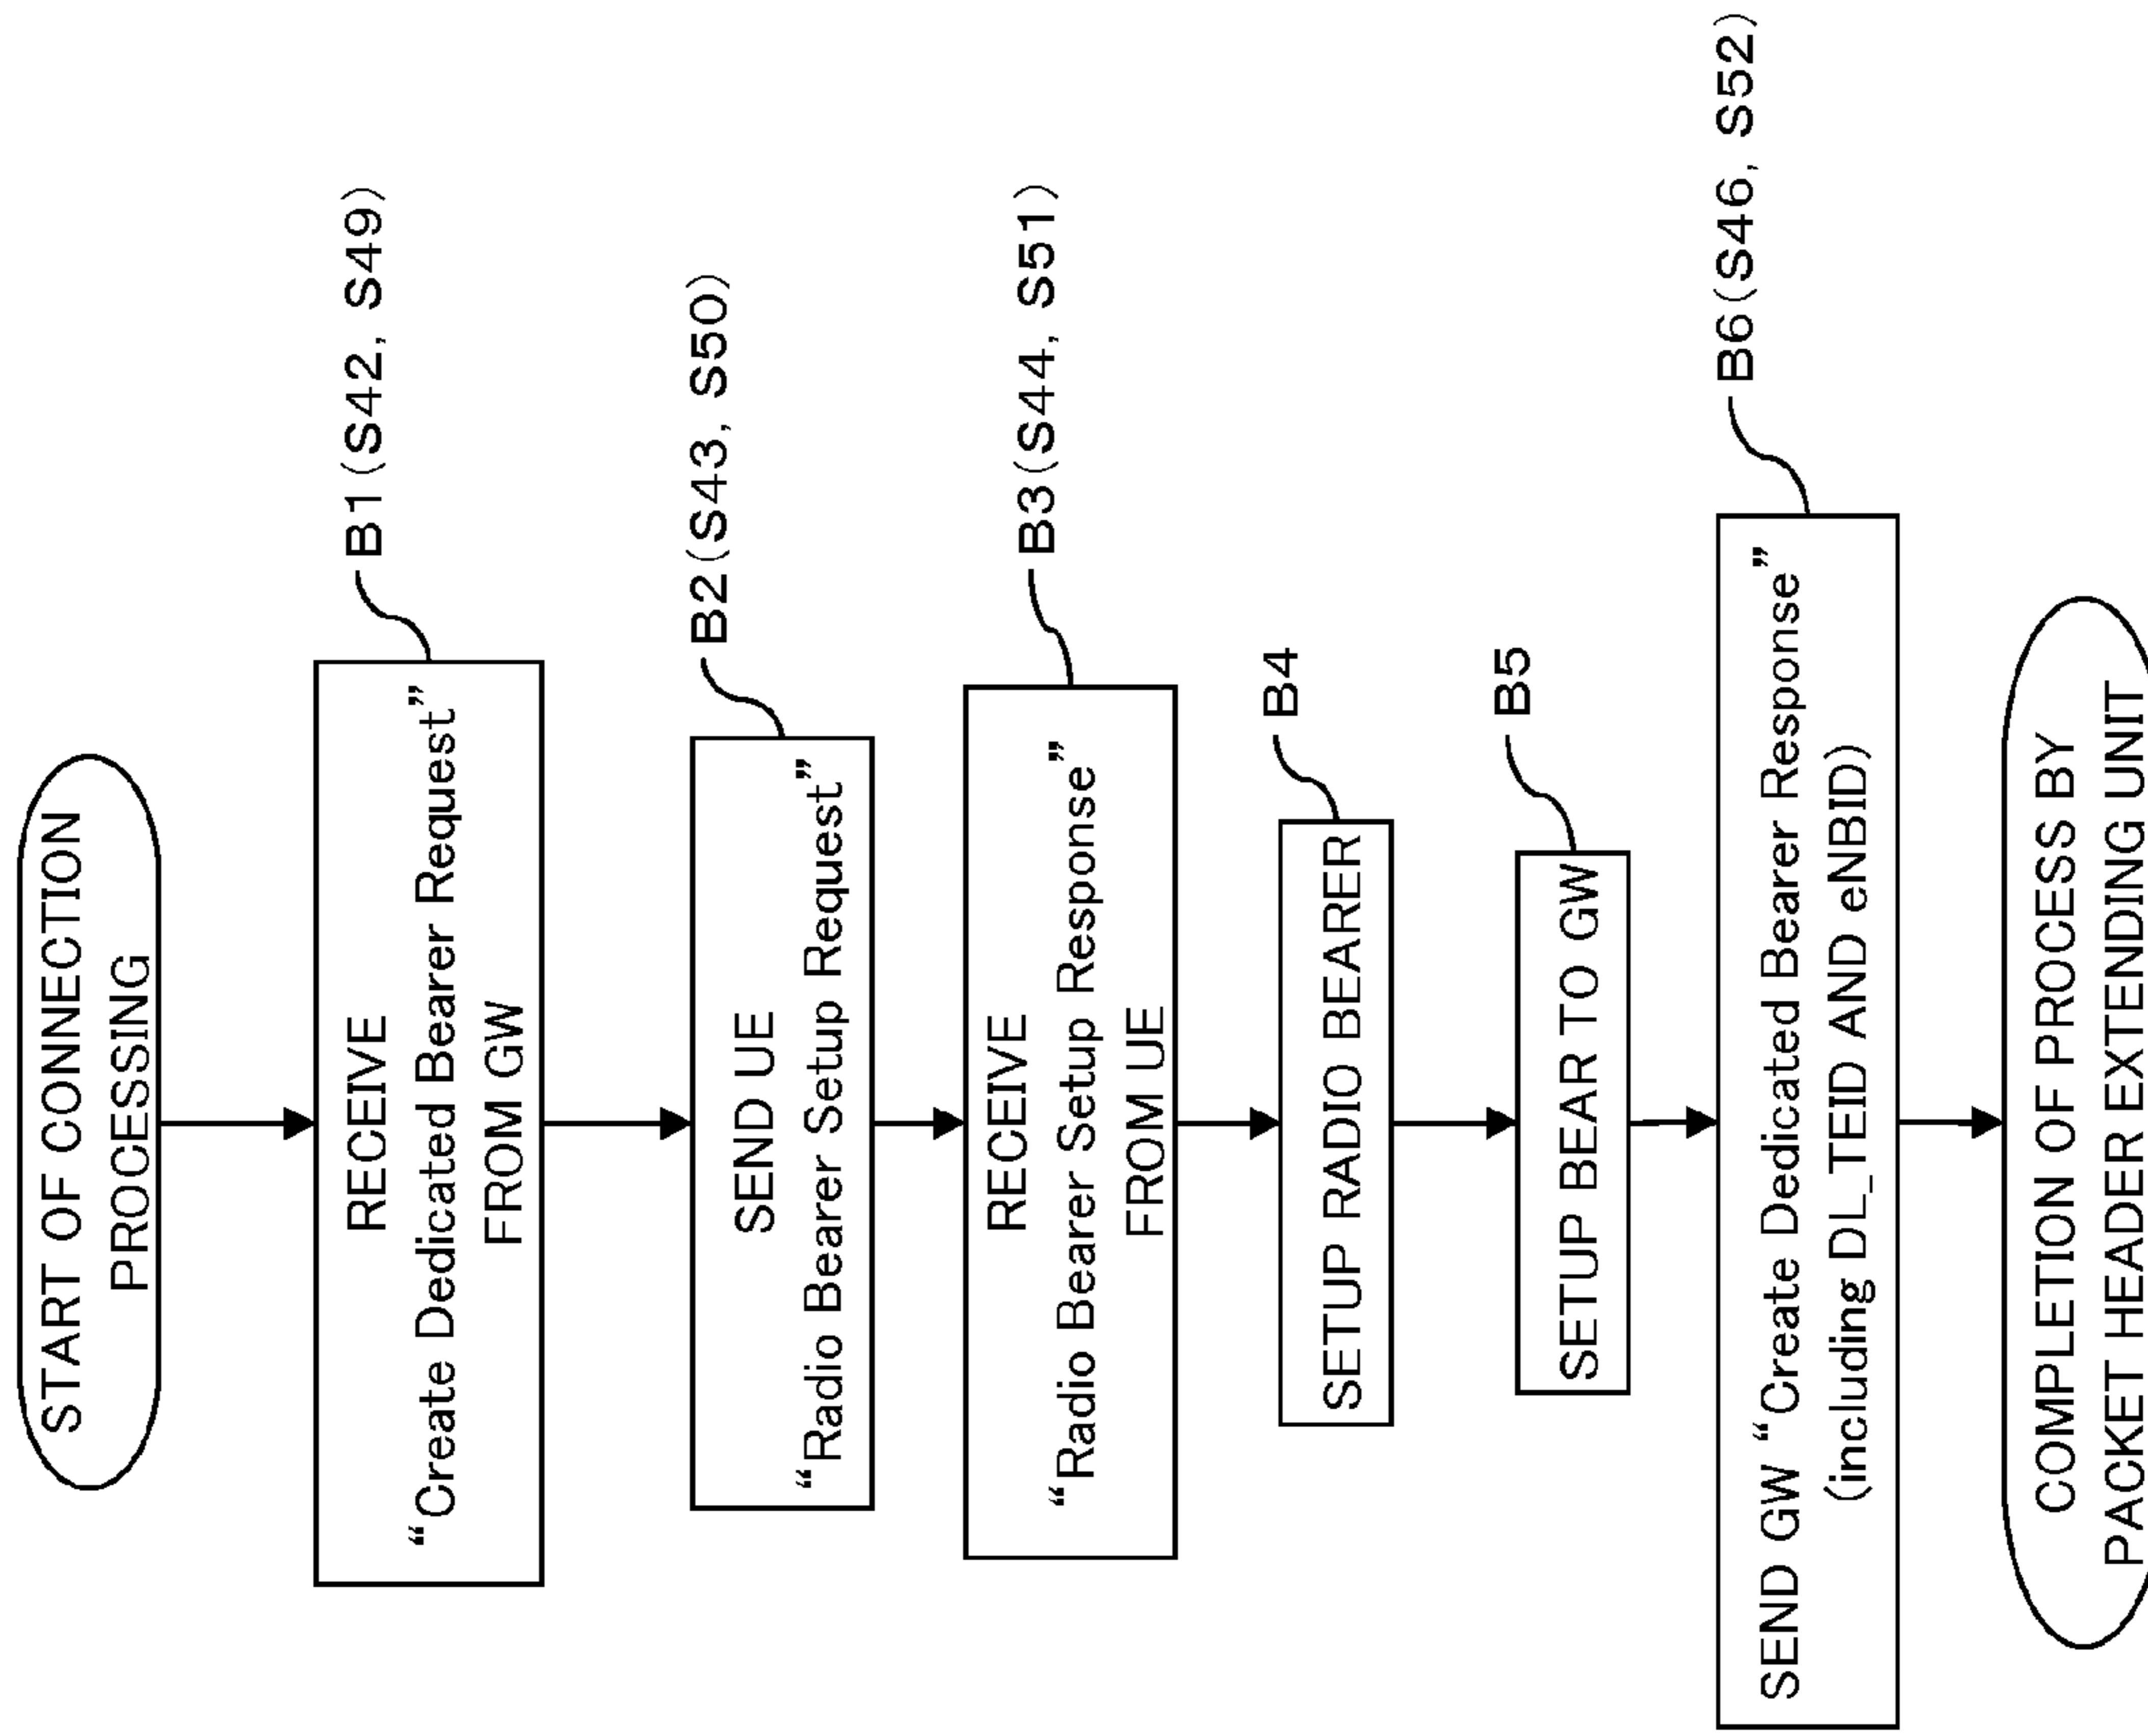 START OF CONNECTION
PROCESSING
RECEIVE
“Create Dedicated Bearer Request”
FROM GW
B1(S42, S49)
SEND UE
“Radio Bearer Setup Request”
B2(S43, S50)
RECEIVE
“Radio Bearer Setup Response”
FROM UE
B3(S44, S51)
SETUP RADIO BEARER
B4
SETUP BEAR TO GW
B5
SEND GW “Create Dedicated Bearer Response”
(including DL_TEID AND eNBID)
B6(S46, S52)
COMPLETION OF PROCESS BY
PACKET HEADER EXTENDING UNIT